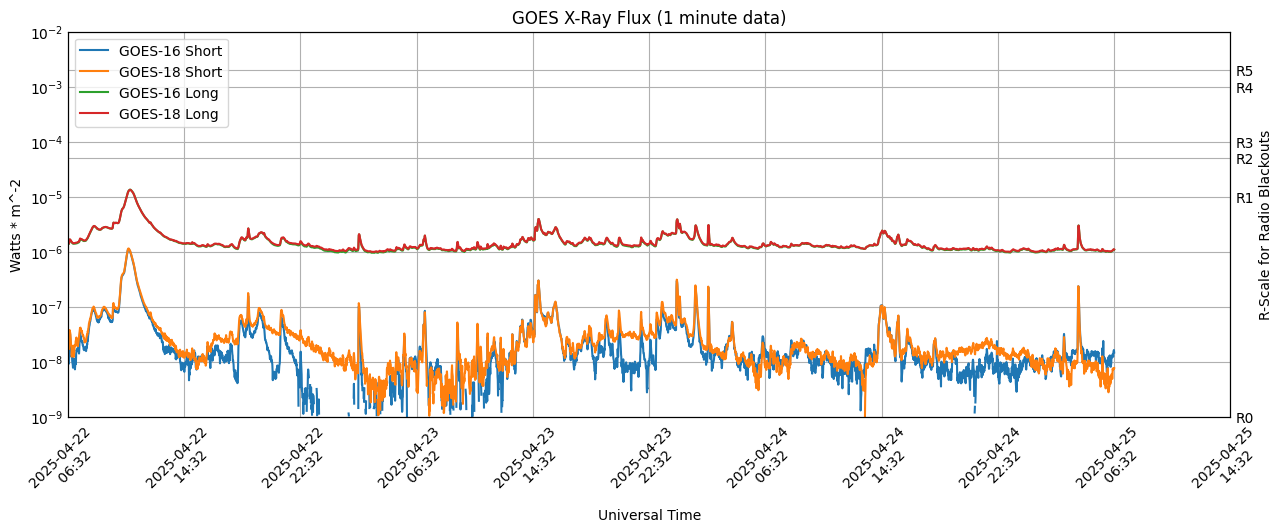 GOES X-Ray Flux (1 minute data)
GOES-16 Short
GOES-18 Short
GOES-16 Long
GOES-18 Long
Watts * m^-2
10⁻²
10⁻³
10⁻⁴
10⁻⁵
10⁻⁶
10⁻⁷
10⁻⁸
10⁻⁹
R5
R4
R3
R2
R1
R0
R-Scale for Radio Blackouts
2025-04-22
06:32
2025-04-22
14:32
2025-04-22
22:32
2025-04-23
06:32
2025-04-23
14:32
2025-04-23
22:32
2025-04-24
06:32
2025-04-24
14:32
2025-04-24
22:32
2025-04-25
06:32
2025-04-25
14:32
Universal Time